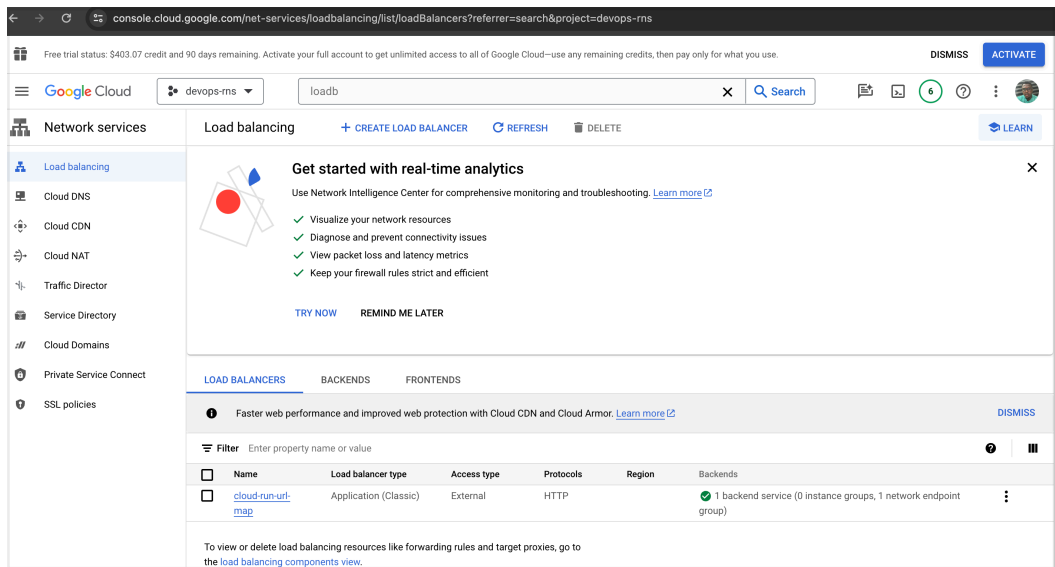 console.cloud.google.com/net-services/loadbalancing/list/loadBalancers?referrer=search&project=devops-rns
Free trial status: $403.07 credit and 90 days remaining. Activate your full account to get unlimited access to all of Google Cloud—use any remaining credits, then pay only for what you use.
DISMISS
ACTIVATE
Google Cloud
devops-rns
loadb
Search
6
Network services
Load balancing
CREATE LOAD BALANCER
REFRESH
DELETE
LEARN
Load balancing
Cloud DNS
Cloud CDN
Cloud NAT
Traffic Director
Service Directory
Cloud Domains
Private Service Connect
SSL policies
Get started with real-time analytics
Use Network Intelligence Center for comprehensive monitoring and troubleshooting. Learn more
Visualize your network resources
Diagnose and prevent connectivity issues
View packet loss and latency metrics
Keep your firewall rules strict and efficient
TRY NOW
REMIND ME LATER
LOAD BALANCERS
BACKENDS
FRONTENDS
Faster web performance and improved web protection with Cloud CDN and Cloud Armor. Learn more
DISMISS
Filter Enter property name or value
Name Load balancer type Access type Protocols Region Backends
cloud-run-url-
map
Application (Classic)
External
HTTP
1 backend service (0 instance groups, 1 network endpoint
group)
To view or delete load balancing resources like forwarding rules and target proxies, go to
the load balancing components view.